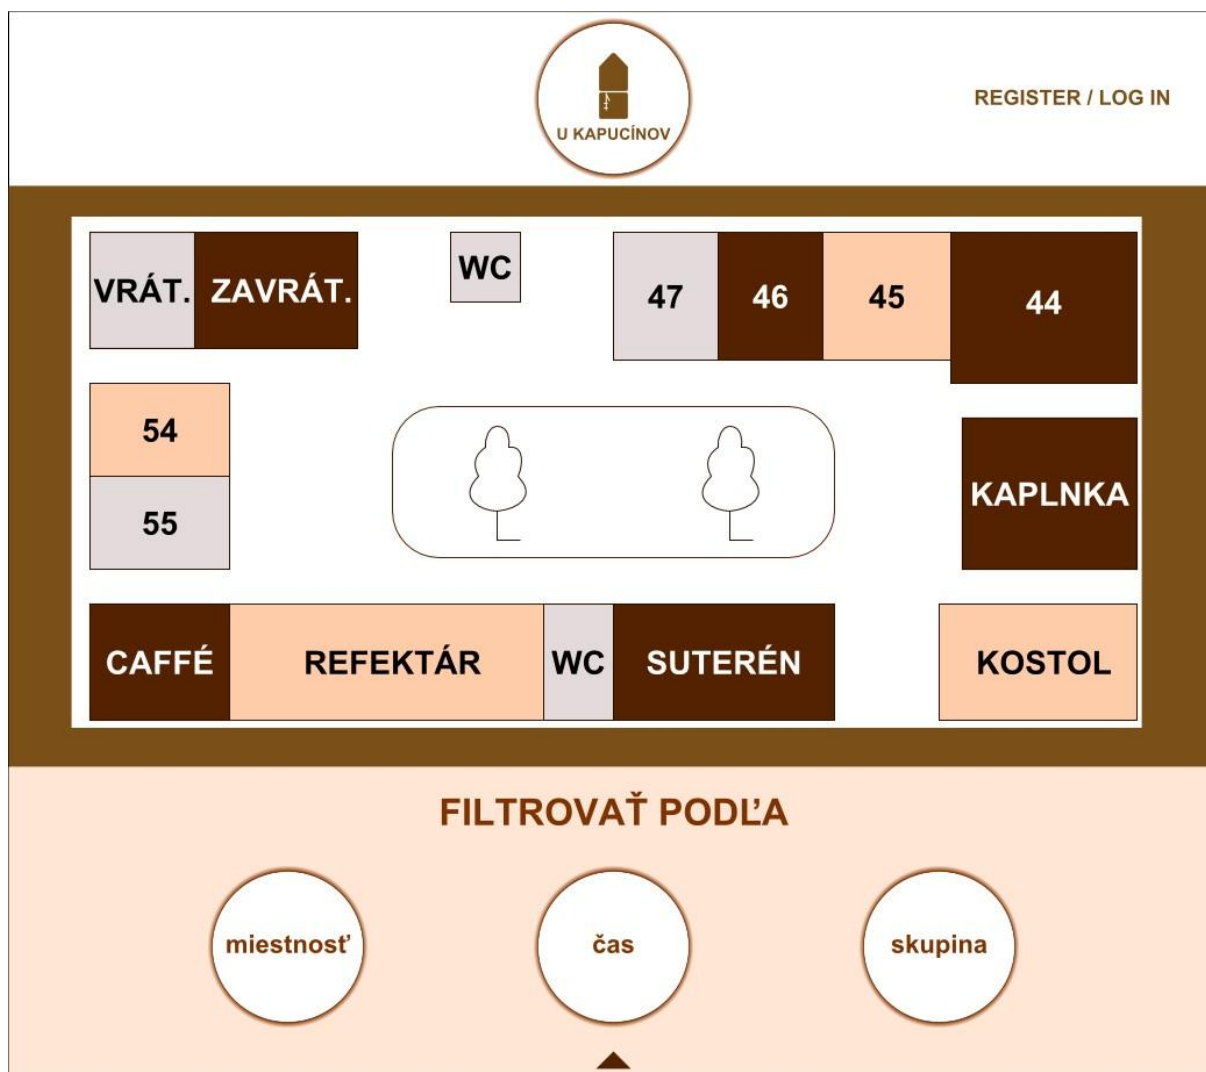 U KAPUCÍNOV
REGISTER / LOG IN
VRÁT.
ZAVRÁT.
WC
47
46
45
44
54
55
KAPLNKA
CAFFÉ
REFEKTÁR
WC
SUTERÉN
KOSTOL
FILTROVAŤ PODĽA
miestnosť
čas
skupina